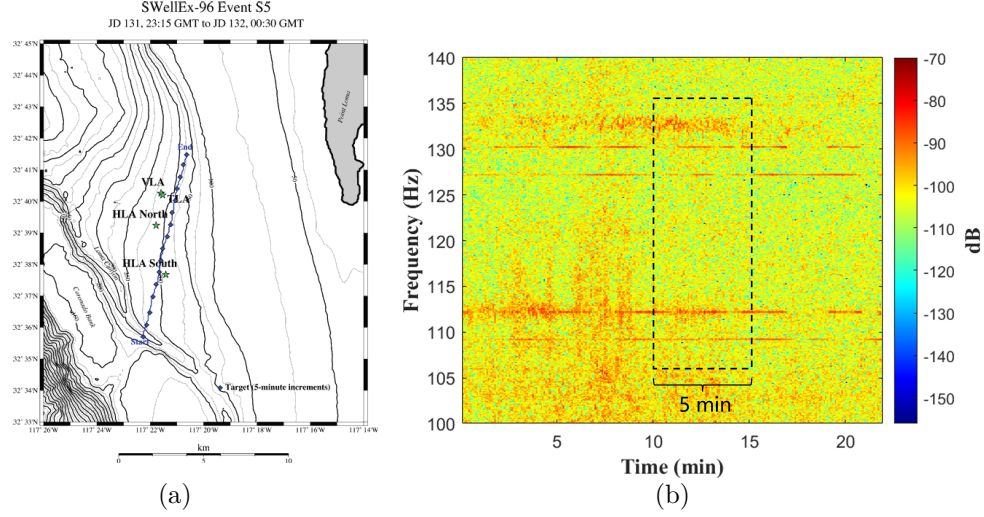 SWellEx-96 Event S5
JD 131, 23:15 GMT to JD 132, 00:30 GMT
32˚ 45'N
32˚ 44'N
32˚ 43'N
32˚ 42'N
32˚ 41'N
32˚ 40'N
32˚ 39'N
32˚ 38'N
32˚ 37'N
32˚ 36'N
32˚ 35'N
32˚ 34'N
32˚ 33'N
117˚ 26'W
117˚ 24'W
117˚ 22'W
117˚ 20'W
117˚ 18'W
117˚ 16'W
117˚ 14'W
Point Loma
End
VLA
TLA
HLA North
HLA South
Coronado Bank
Start
Target (5-minute increments)
km
0
5
10
(a)
140
135
130
125
120
115
110
105
100
Frequency (Hz)
5 min
5
10
15
20
Time (min)
-70
-80
-90
-100
-110
-120
-130
-140
-150
dB
(b)